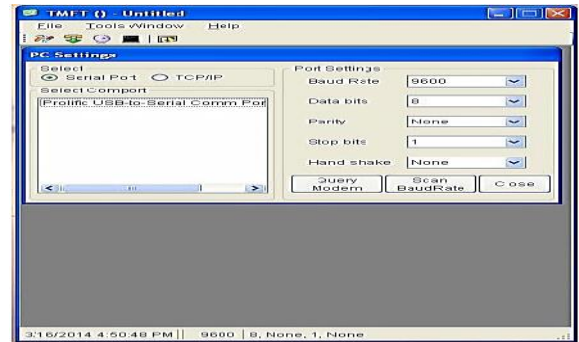 TMFT () - Untitled
File Tools Window Help
PC Settings
Select
Serial Port TCP/IP
Select Comport
Prolific USB-to-Serial Comm Por
Port Settings
Baud Rate 9600
Data bits 8
Parity None
Stop bits 1
Hand shake None
Query Modem
Scan BaudRate
Close
3/16/2014 4:50:48 PM 9600 8, None, 1, None